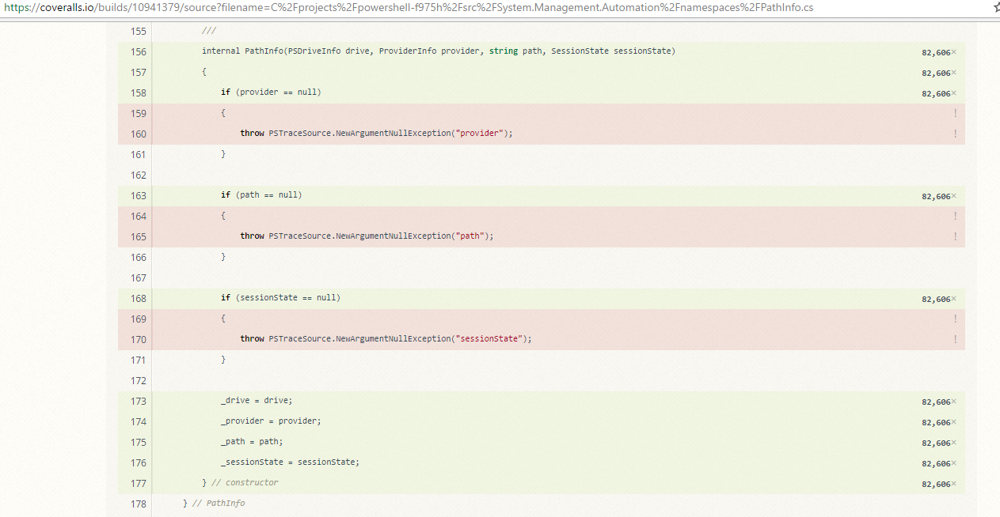 https://coveralls.io/builds/10941379/source?filename=C%2Fprojects%2Fpowershell-f975h%2Fsrc%2FSystem.Management.Automation%2Fnamespaces%2FPathInfo.cs
155 ///
156 internal PathInfo(PSDriveInfo drive, ProviderInfo provider, string path, SessionState sessionState) 82,606×
157 { 82,606×
158 if (provider == null) 82,606×
159 { !
160 throw PSTraceSource.NewArgumentNullException("provider"); !
161 }
162
163 if (path == null) 82,606×
164 { !
165 throw PSTraceSource.NewArgumentNullException("path"); !
166 }
167
168 if (sessionState == null) 82,606×
169 { !
170 throw PSTraceSource.NewArgumentNullException("sessionState"); !
171 }
172
173 _drive = drive; 82,606×
174 _provider = provider; 82,606×
175 _path = path; 82,606×
176 _sessionState = sessionState; 82,606×
177 } // constructor 82,606×
178 } // PathInfo